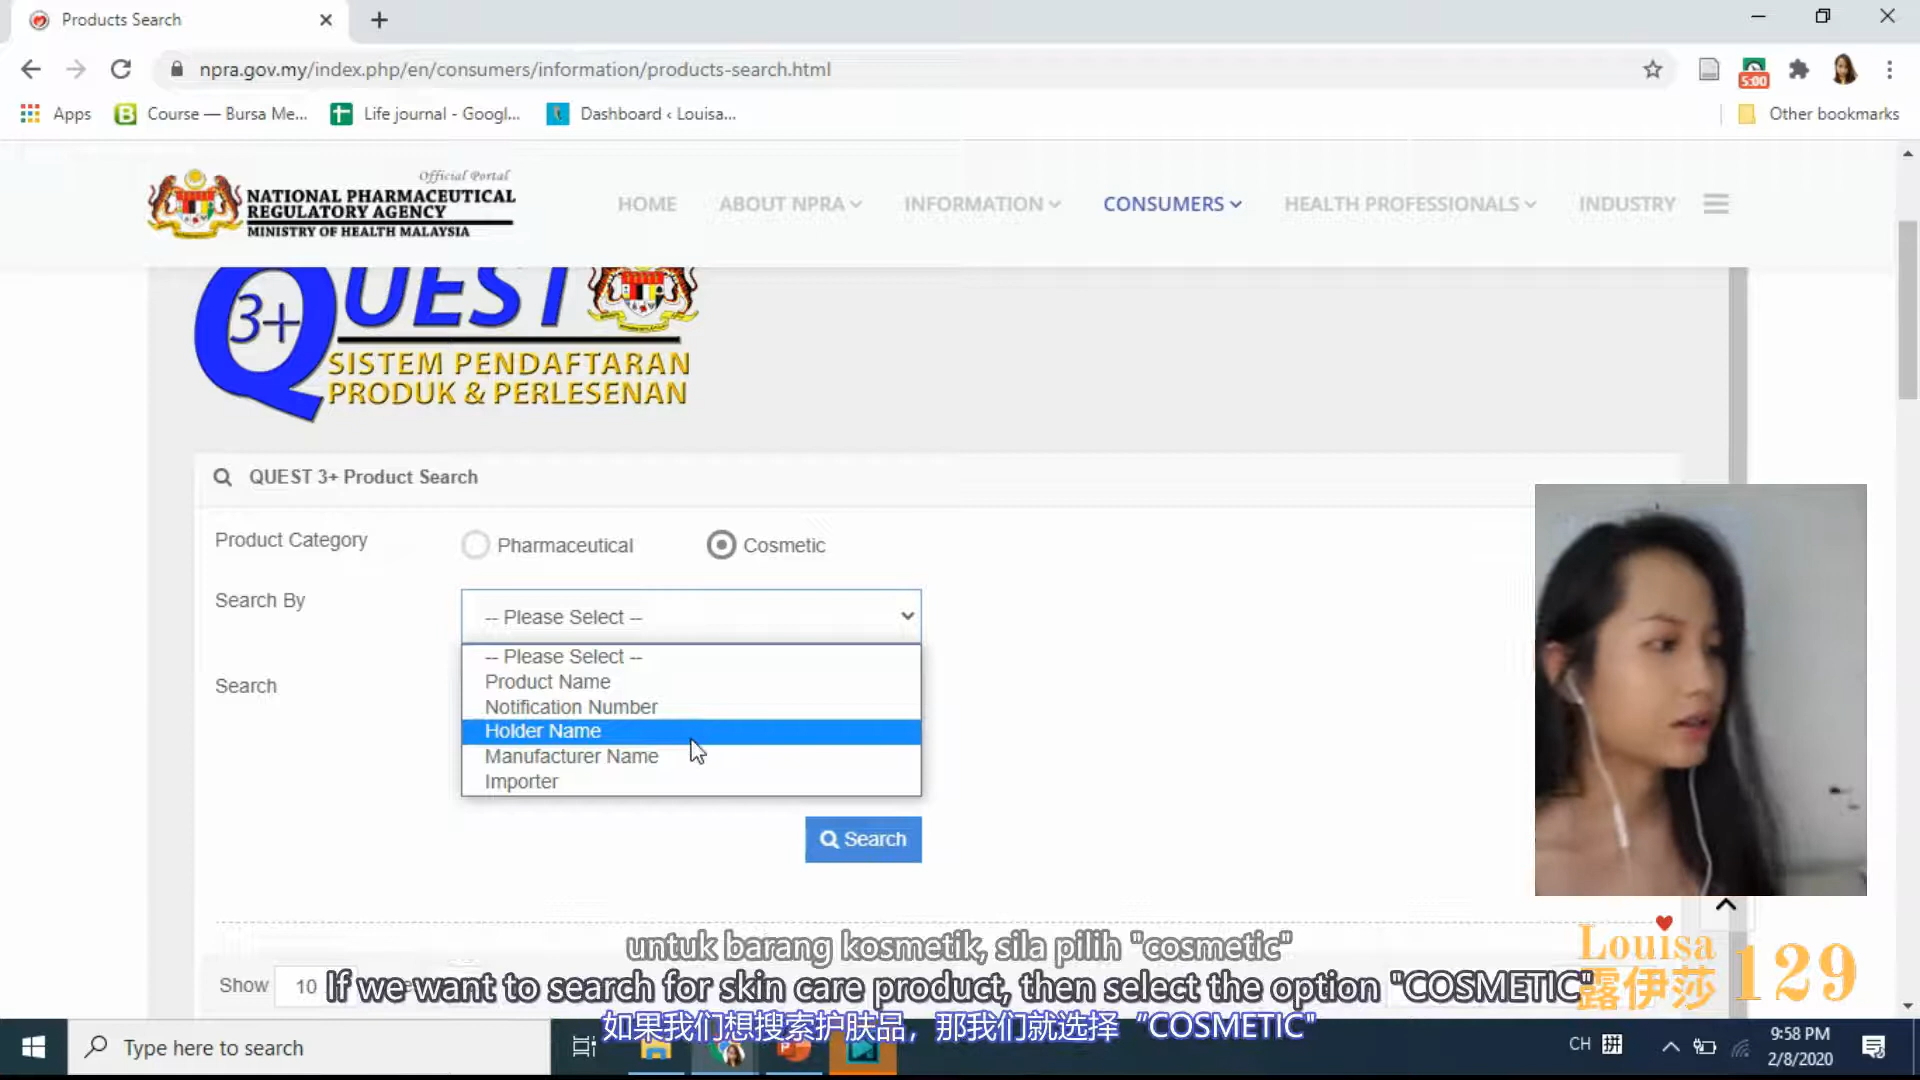 Products Search
npra.gov.my/index.php/en/consumers/information/products-search.html
5:00
Apps
Course — Bursa Me...
Life journal - Googl...
Dashboard ‹ Louisa...
Other bookmarks
Official Portal
NATIONAL PHARMACEUTICAL
REGULATORY AGENCY
MINISTRY OF HEALTH MALAYSIA
HOME
ABOUT NPRA
INFORMATION
CONSUMERS
HEALTH PROFESSIONALS
INDUSTRY
QUEST
3+
SISTEM PENDAFTARAN
PRODUK & PERLESENAN
QUEST 3+ Product Search
Product Category
Pharmaceutical
Cosmetic
Search By
-- Please Select --
-- Please Select --
Product Name
Notification Number
Holder Name
Manufacturer Name
Importer
Search
Search
Show 10
untuk barang kosmetik, sila pilih "cosmetic"
If we want to search for skin care product, then select the option "COSMETIC"
如果我们想搜索护肤品，那我们就选择“COSMETIC"
Louisa
露伊莎
129
Type here to search
CH
拼
9:58 PM
2/8/2020